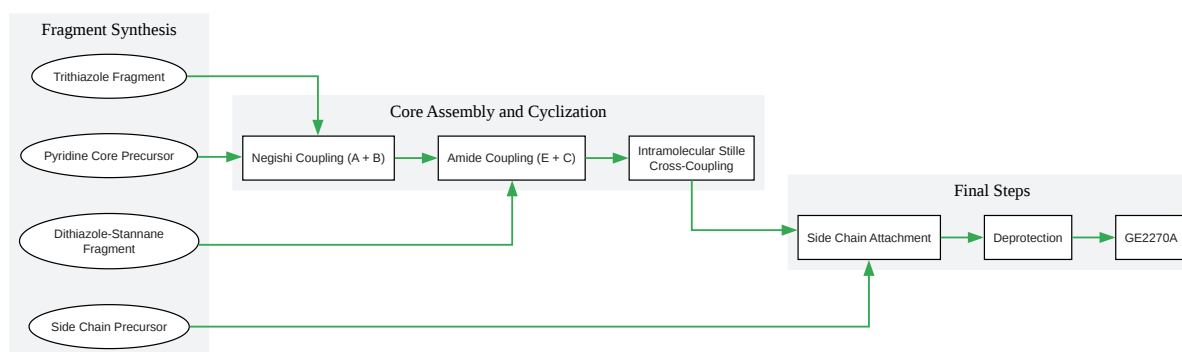 Fragment Synthesis
Trithiazole Fragment
Pyridine Core Precursor
Dithiazole-Stannane
Fragment
Side Chain Precursor
Core Assembly and Cyclization
Negishi Coupling (A + B)
Amide Coupling (E + C)
Intramolecular Stille
Cross-Coupling
Final Steps
Side Chain Attachment
Deprotection
GE2270A